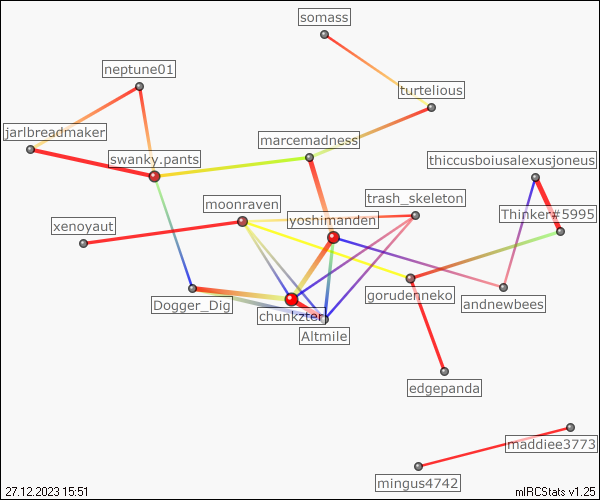 somass
neptune01
turtelious
jarlbreadmaker
marcemadness
swanky.pants
thiccusboiusalexusjoneus
trash_skeleton
moonraven
Thinker#5995
yoshimanden
xenoyaut
gorudenneko
Dogger_Dig
andnewbees
chunkzter
Altmile
edgepanda
maddiee3773
mingus4742
27.12.2023 15:51
mIRCStats v1.25